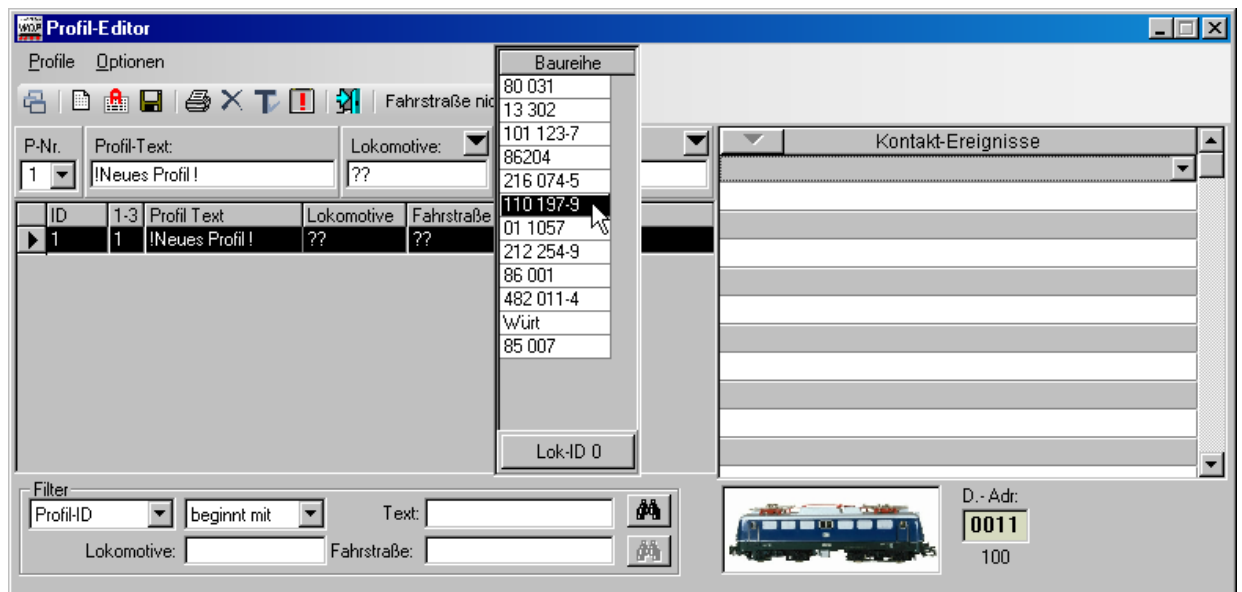 Profil-Editor
Profile Optionen
Fahrstraße nic
P-Nr. Profil-Text: Lokomotive:
1 !Neues Profil ! ??
ID 1-3 Profil Text Lokomotive Fahrstraße
1 1 !Neues Profil ! ?? ??
Baureihe
80 031
13 302
101 123-7
86204
216 074-5
110 197-9
01 1057
212 254-9
86 001
482 011-4
Würt
85 007
Lok-ID 0
Kontakt-Ereignisse
Filter
Profil-ID beginnt mit Text:
Lokomotive: Fahrstraße:
D.- Adr:
0011
100